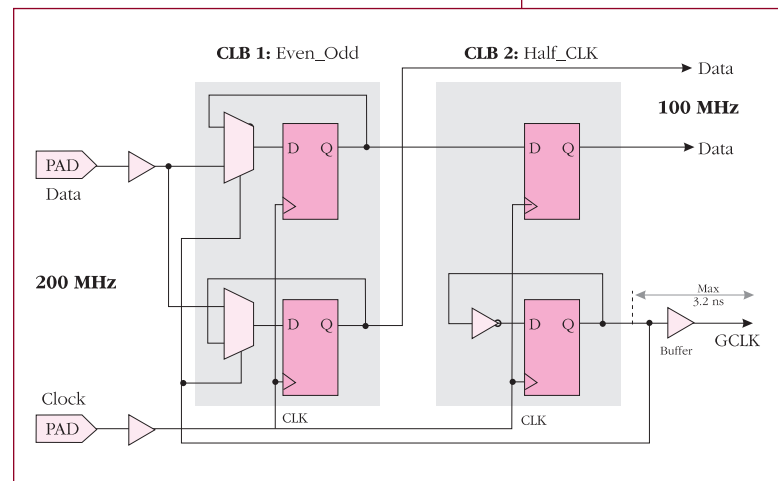 CLB 1: Even_Odd
CLB 2: Half_CLK
Data
100 MHz
D
Q
D
Q
Data
PAD
Data
200 MHz
Max
3.2 ns
D
Q
D
Q
Buffer
GCLK
Clock
PAD
CLK
CLK